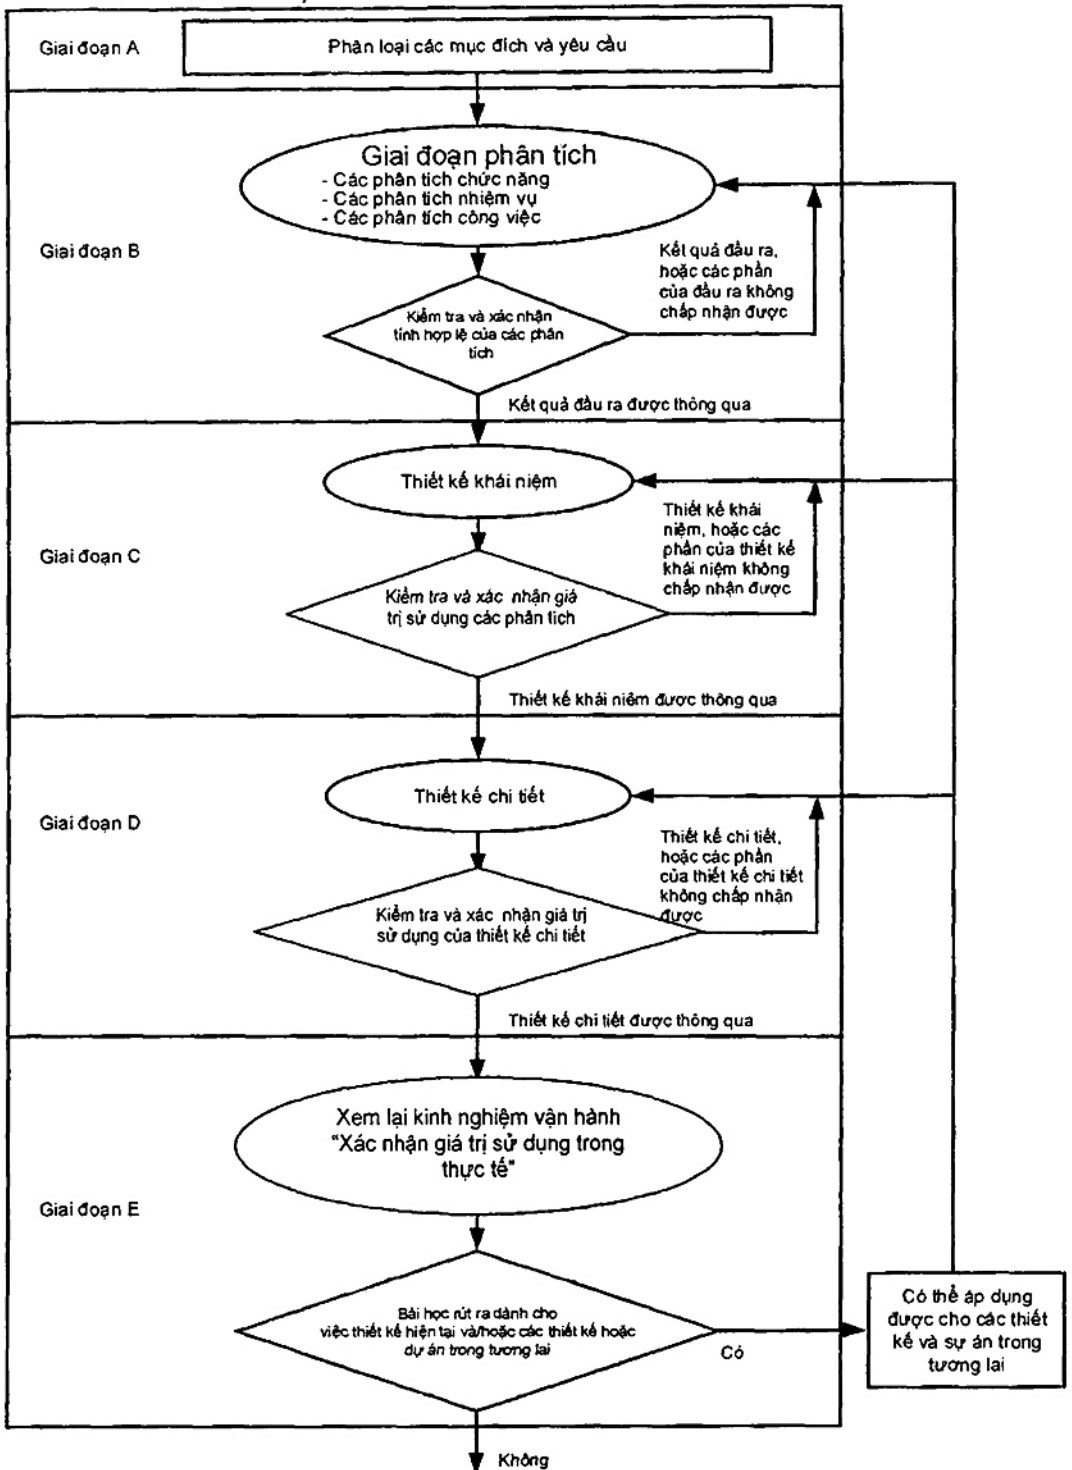 Giai đoạn A
Phân loại các mục đích và yêu cầu
Giai đoạn phân tích
- Các phân tích chức năng
- Các phân tích nhiệm vụ
- Các phân tích công việc
Giai đoạn B
Kết quả đầu ra,
hoặc các phần
của đầu ra không
chấp nhận được
Kiểm tra và xác nhận
tính hợp lệ của các phân
tích
Kết quả đầu ra được thông qua
Thiết kế khái niệm
Giai đoạn C
Thiết kế khái
niệm, hoặc các
phần của thiết kế
khái niệm không
chấp nhận được
Kiểm tra và xác nhận giá
trị sử dụng các phân tích
Thiết kế khái niệm được thông qua
Thiết kế chi tiết
Giai đoạn D
Thiết kế chi tiết,
hoặc các phần
của thiết kế chi tiết
không chấp nhận
được
Kiểm tra và xác nhận giá trị
sử dụng của thiết kế chi tiết
Thiết kế chi tiết được thông qua
Xem lại kinh nghiệm vận hành
"Xác nhận giá trị sử dụng trong
thực tế"
Giai đoạn E
Bài học rút ra dành cho
việc thiết kế hiện tại và/hoặc các thiết kế hoặc
dự án trong tương lai
Có
Có thể áp dụng
được cho các thiết
kế và sự án trong
tương lai
Không